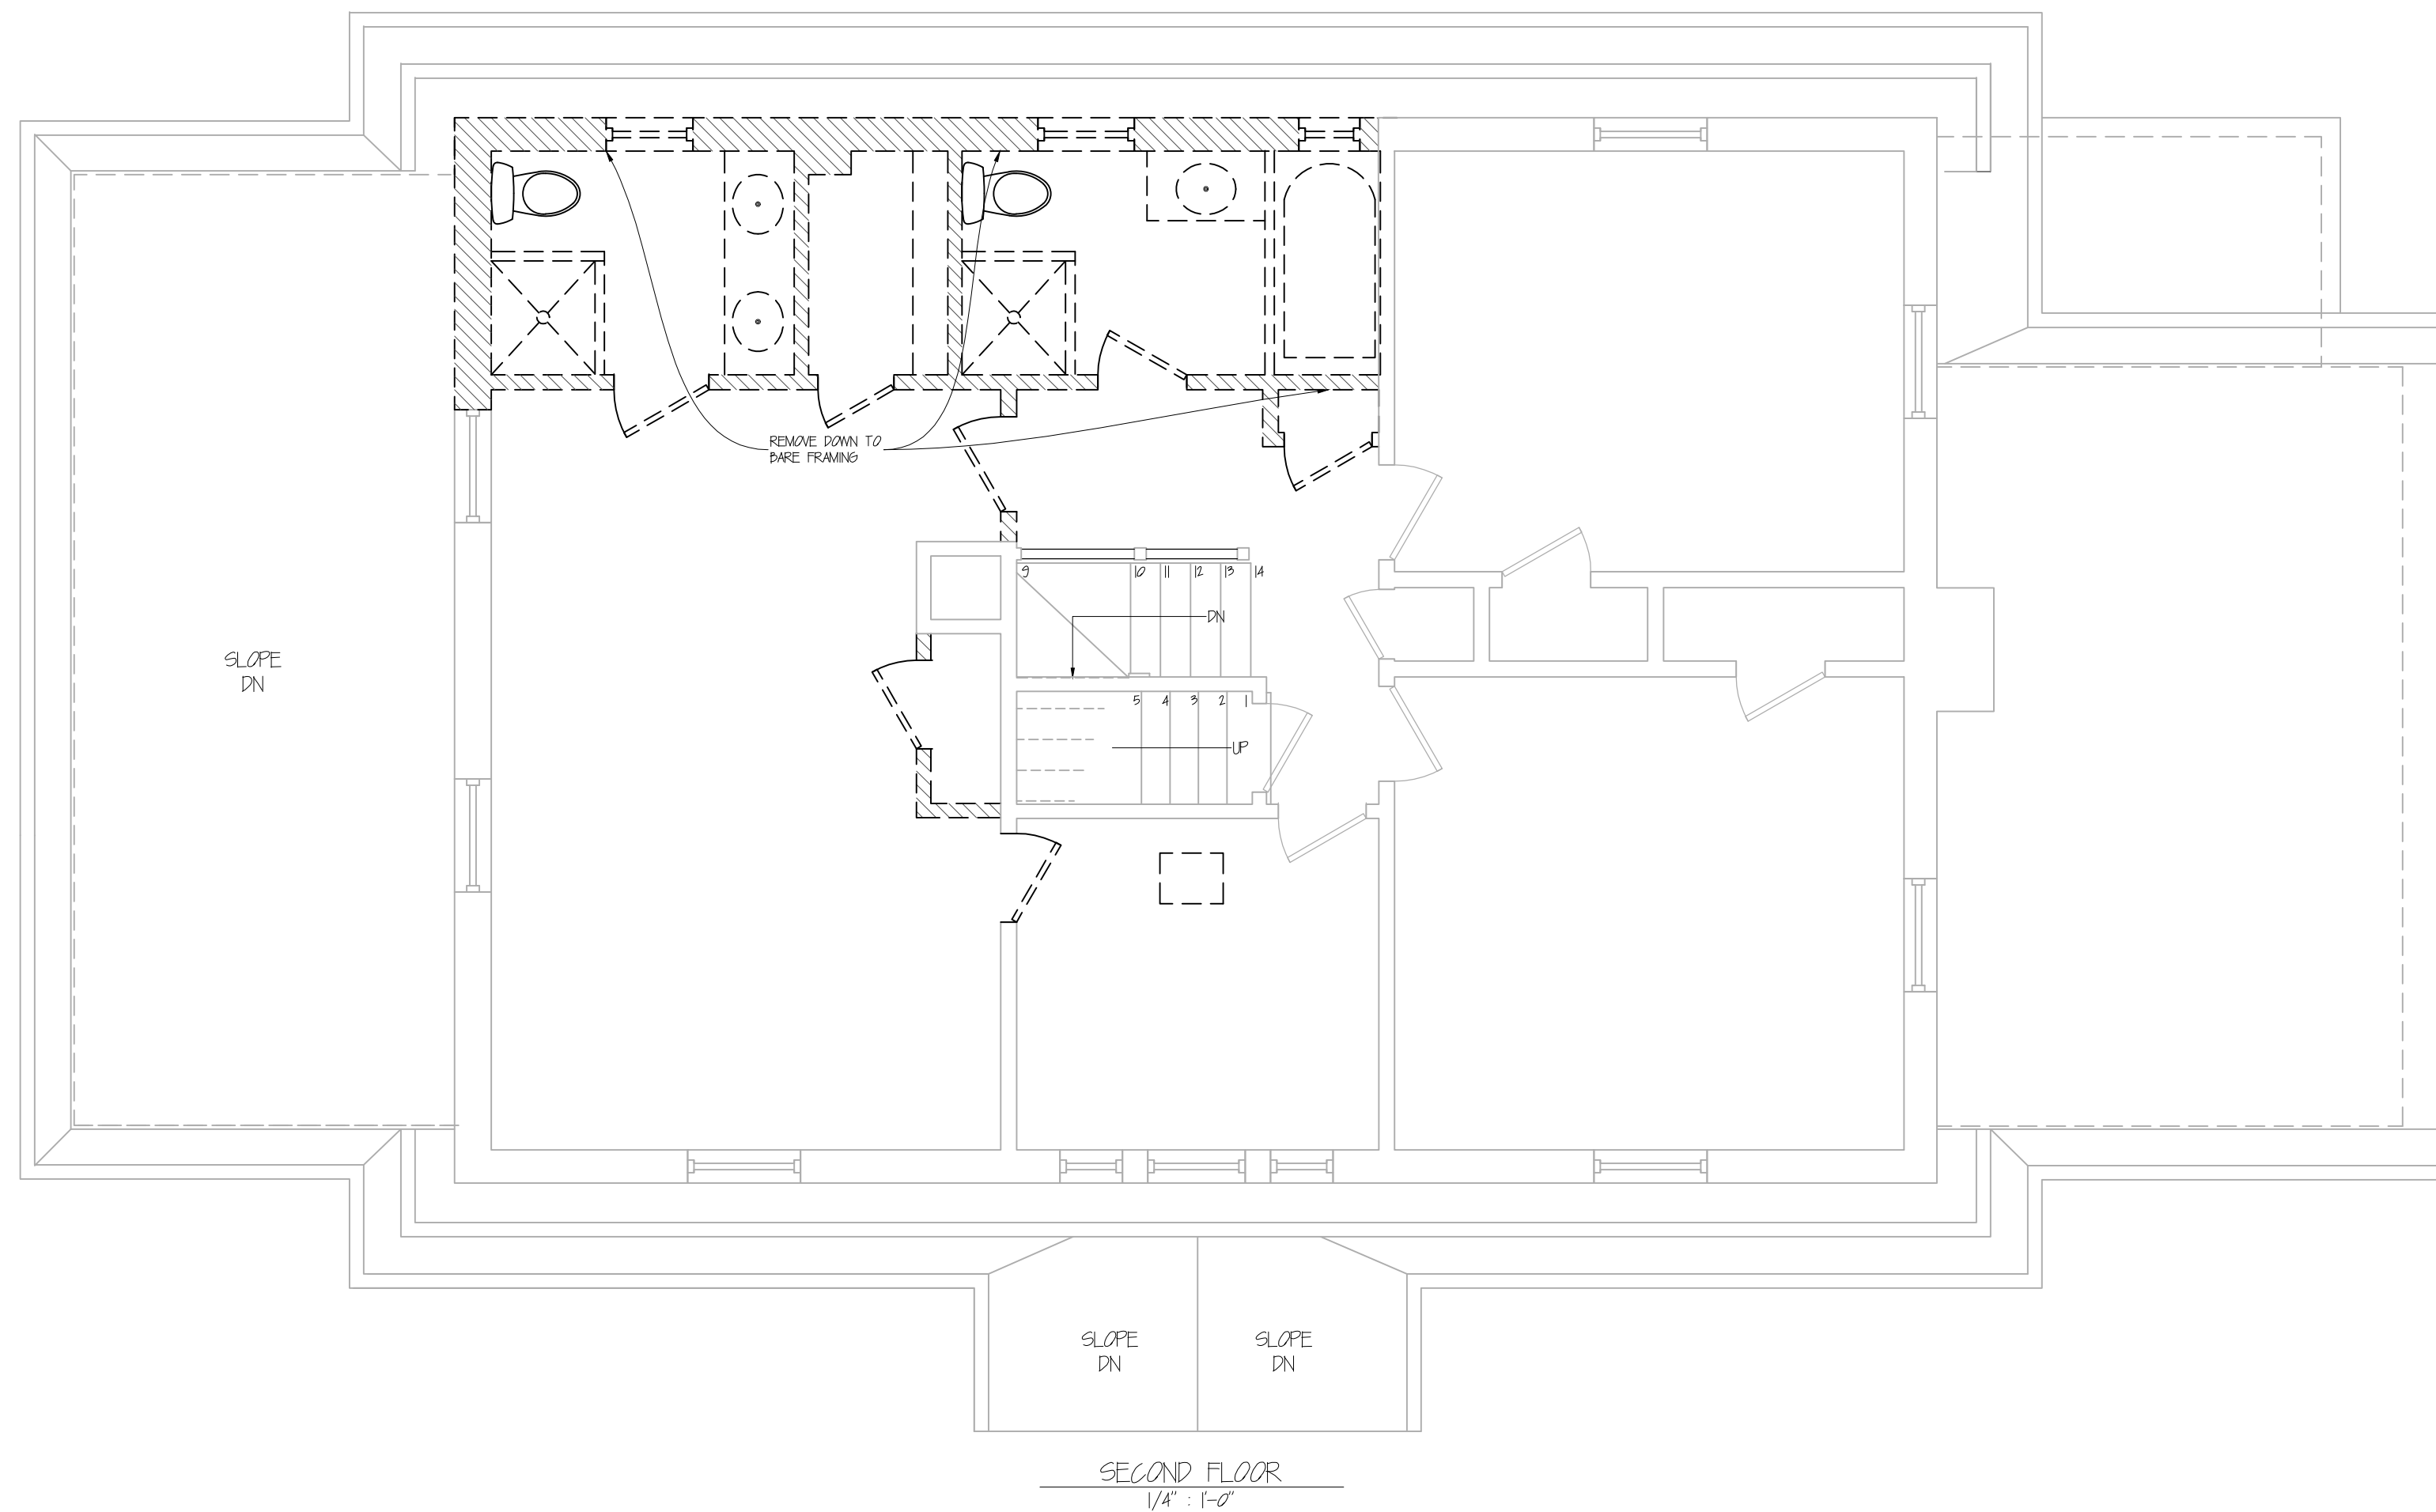 REMOVE DOWN TO
BARE FRAMING
9
10
11
12
13
14
DN
SLOPE
DN
5
4
3
2
1
UP
SLOPE
DN
SLOPE
DN
SECOND FLOOR
1/4" : 1'-0"